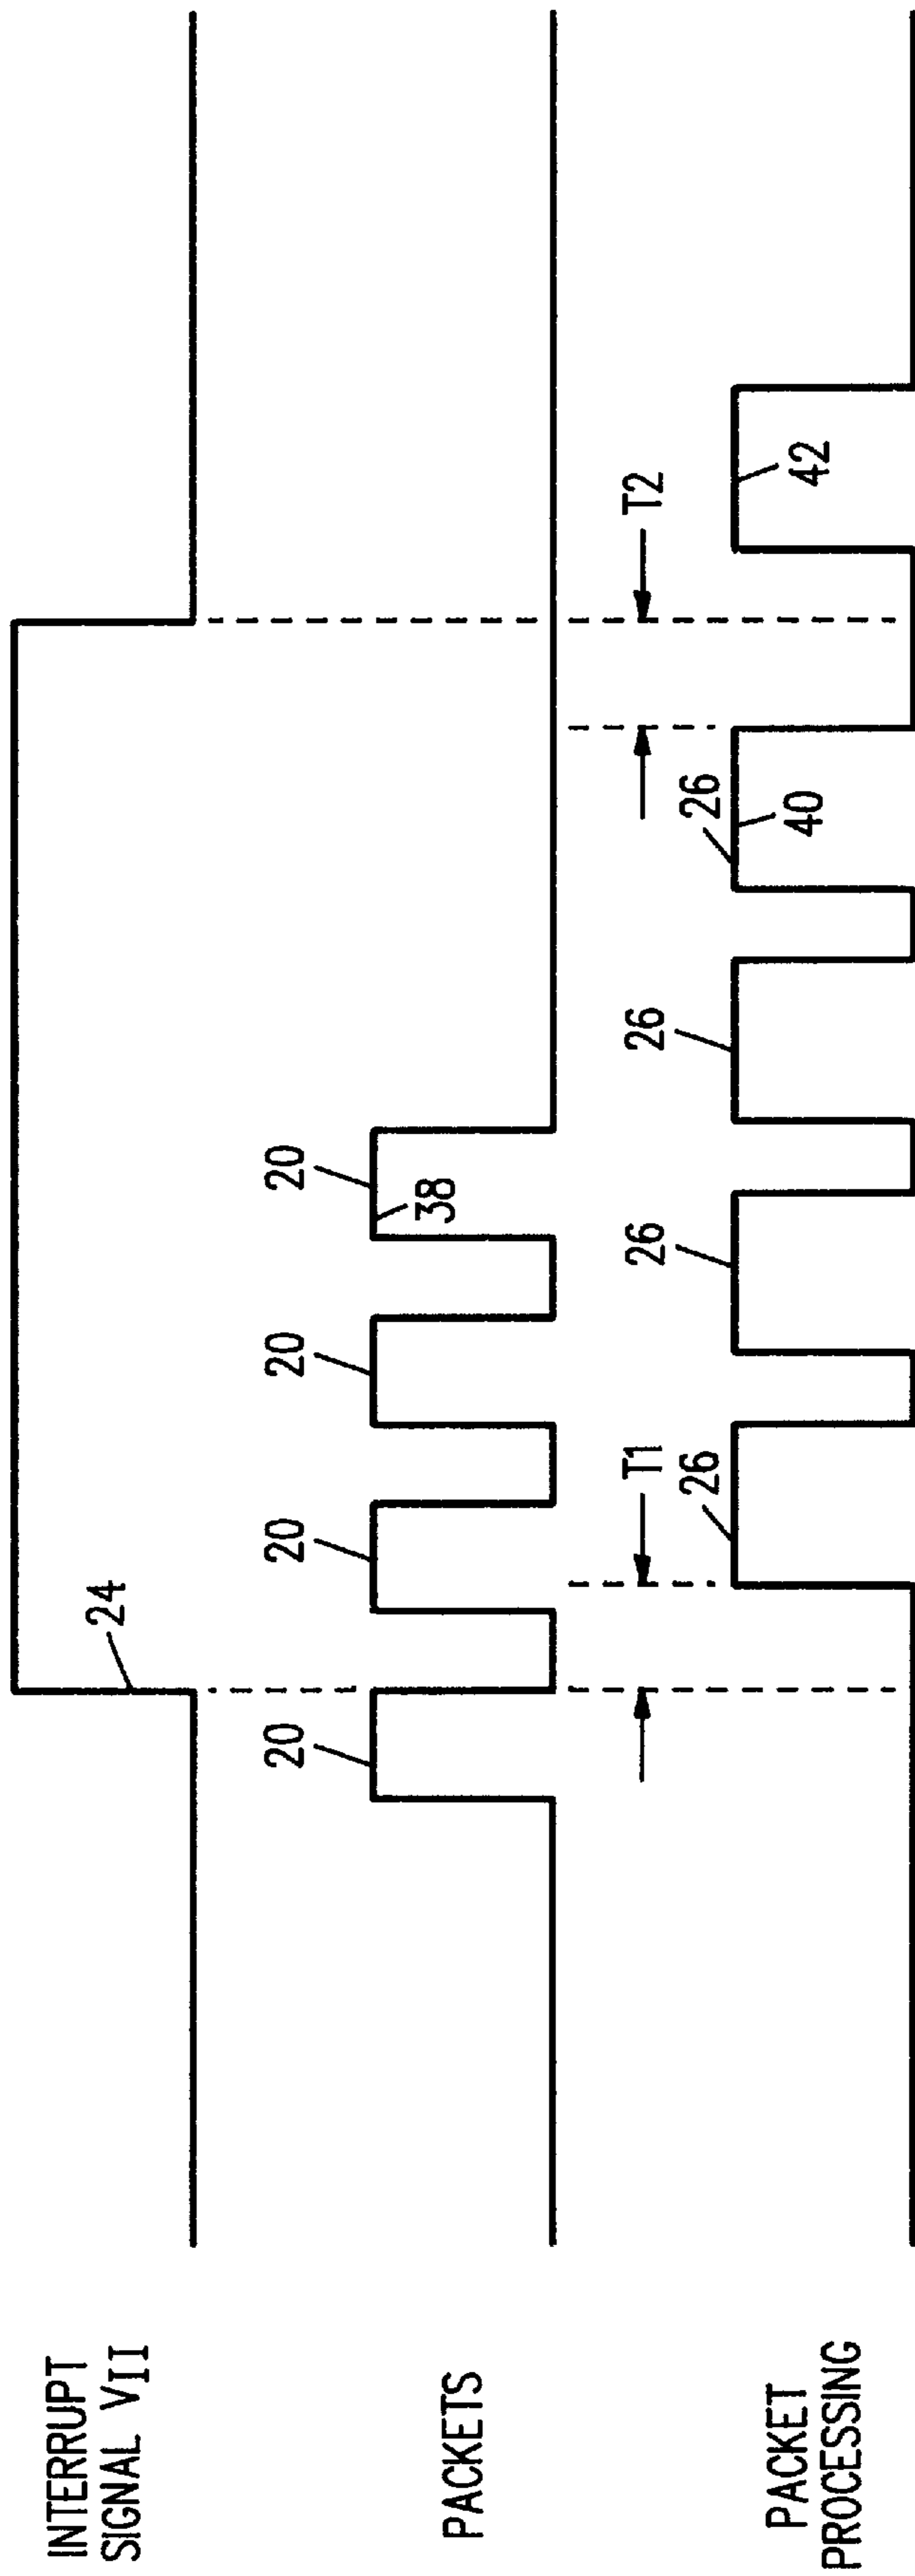 INTERRUPT
SIGNAL VII
24
PACKETS
20
20
20
20
38
T1
T2
PACKET
PROCESSING
26
26
26
26
40
42